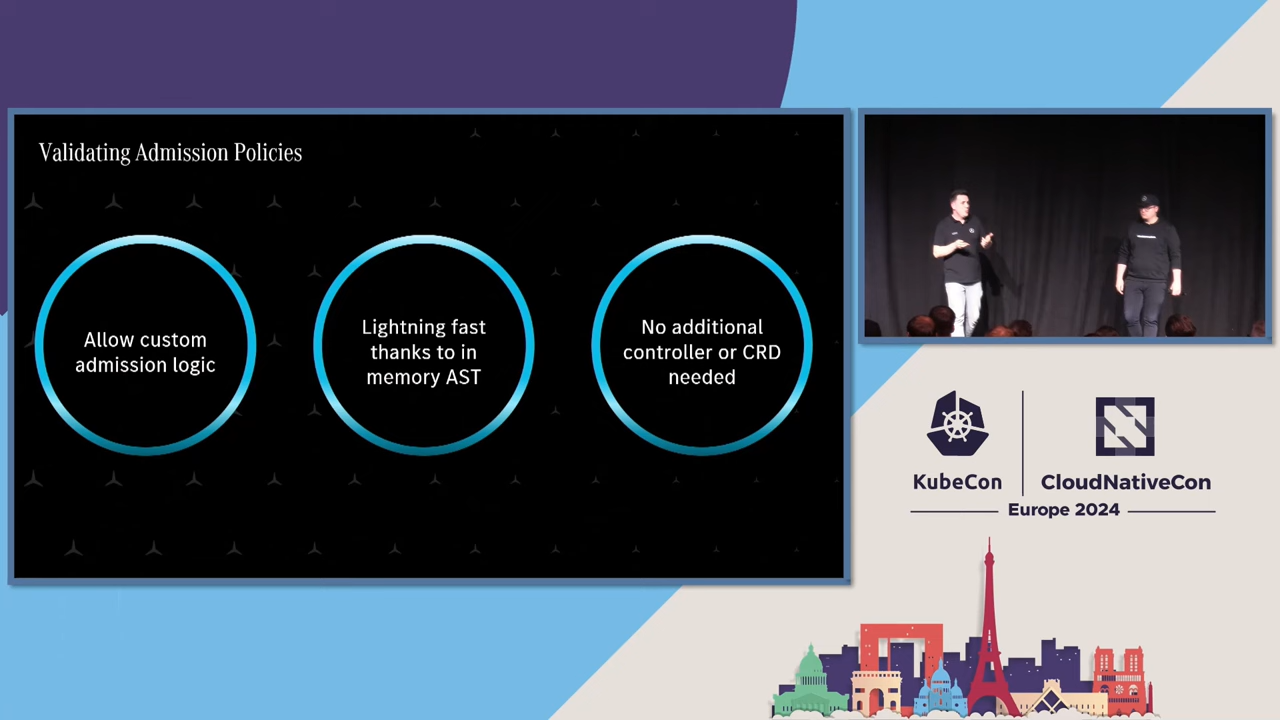 Validating Admission Policies
Allow custom
admission logic
Lightning fast
thanks to in
memory AST
No additional
controller or CRD
needed
KubeCon
CloudNativeCon
Europe 2024